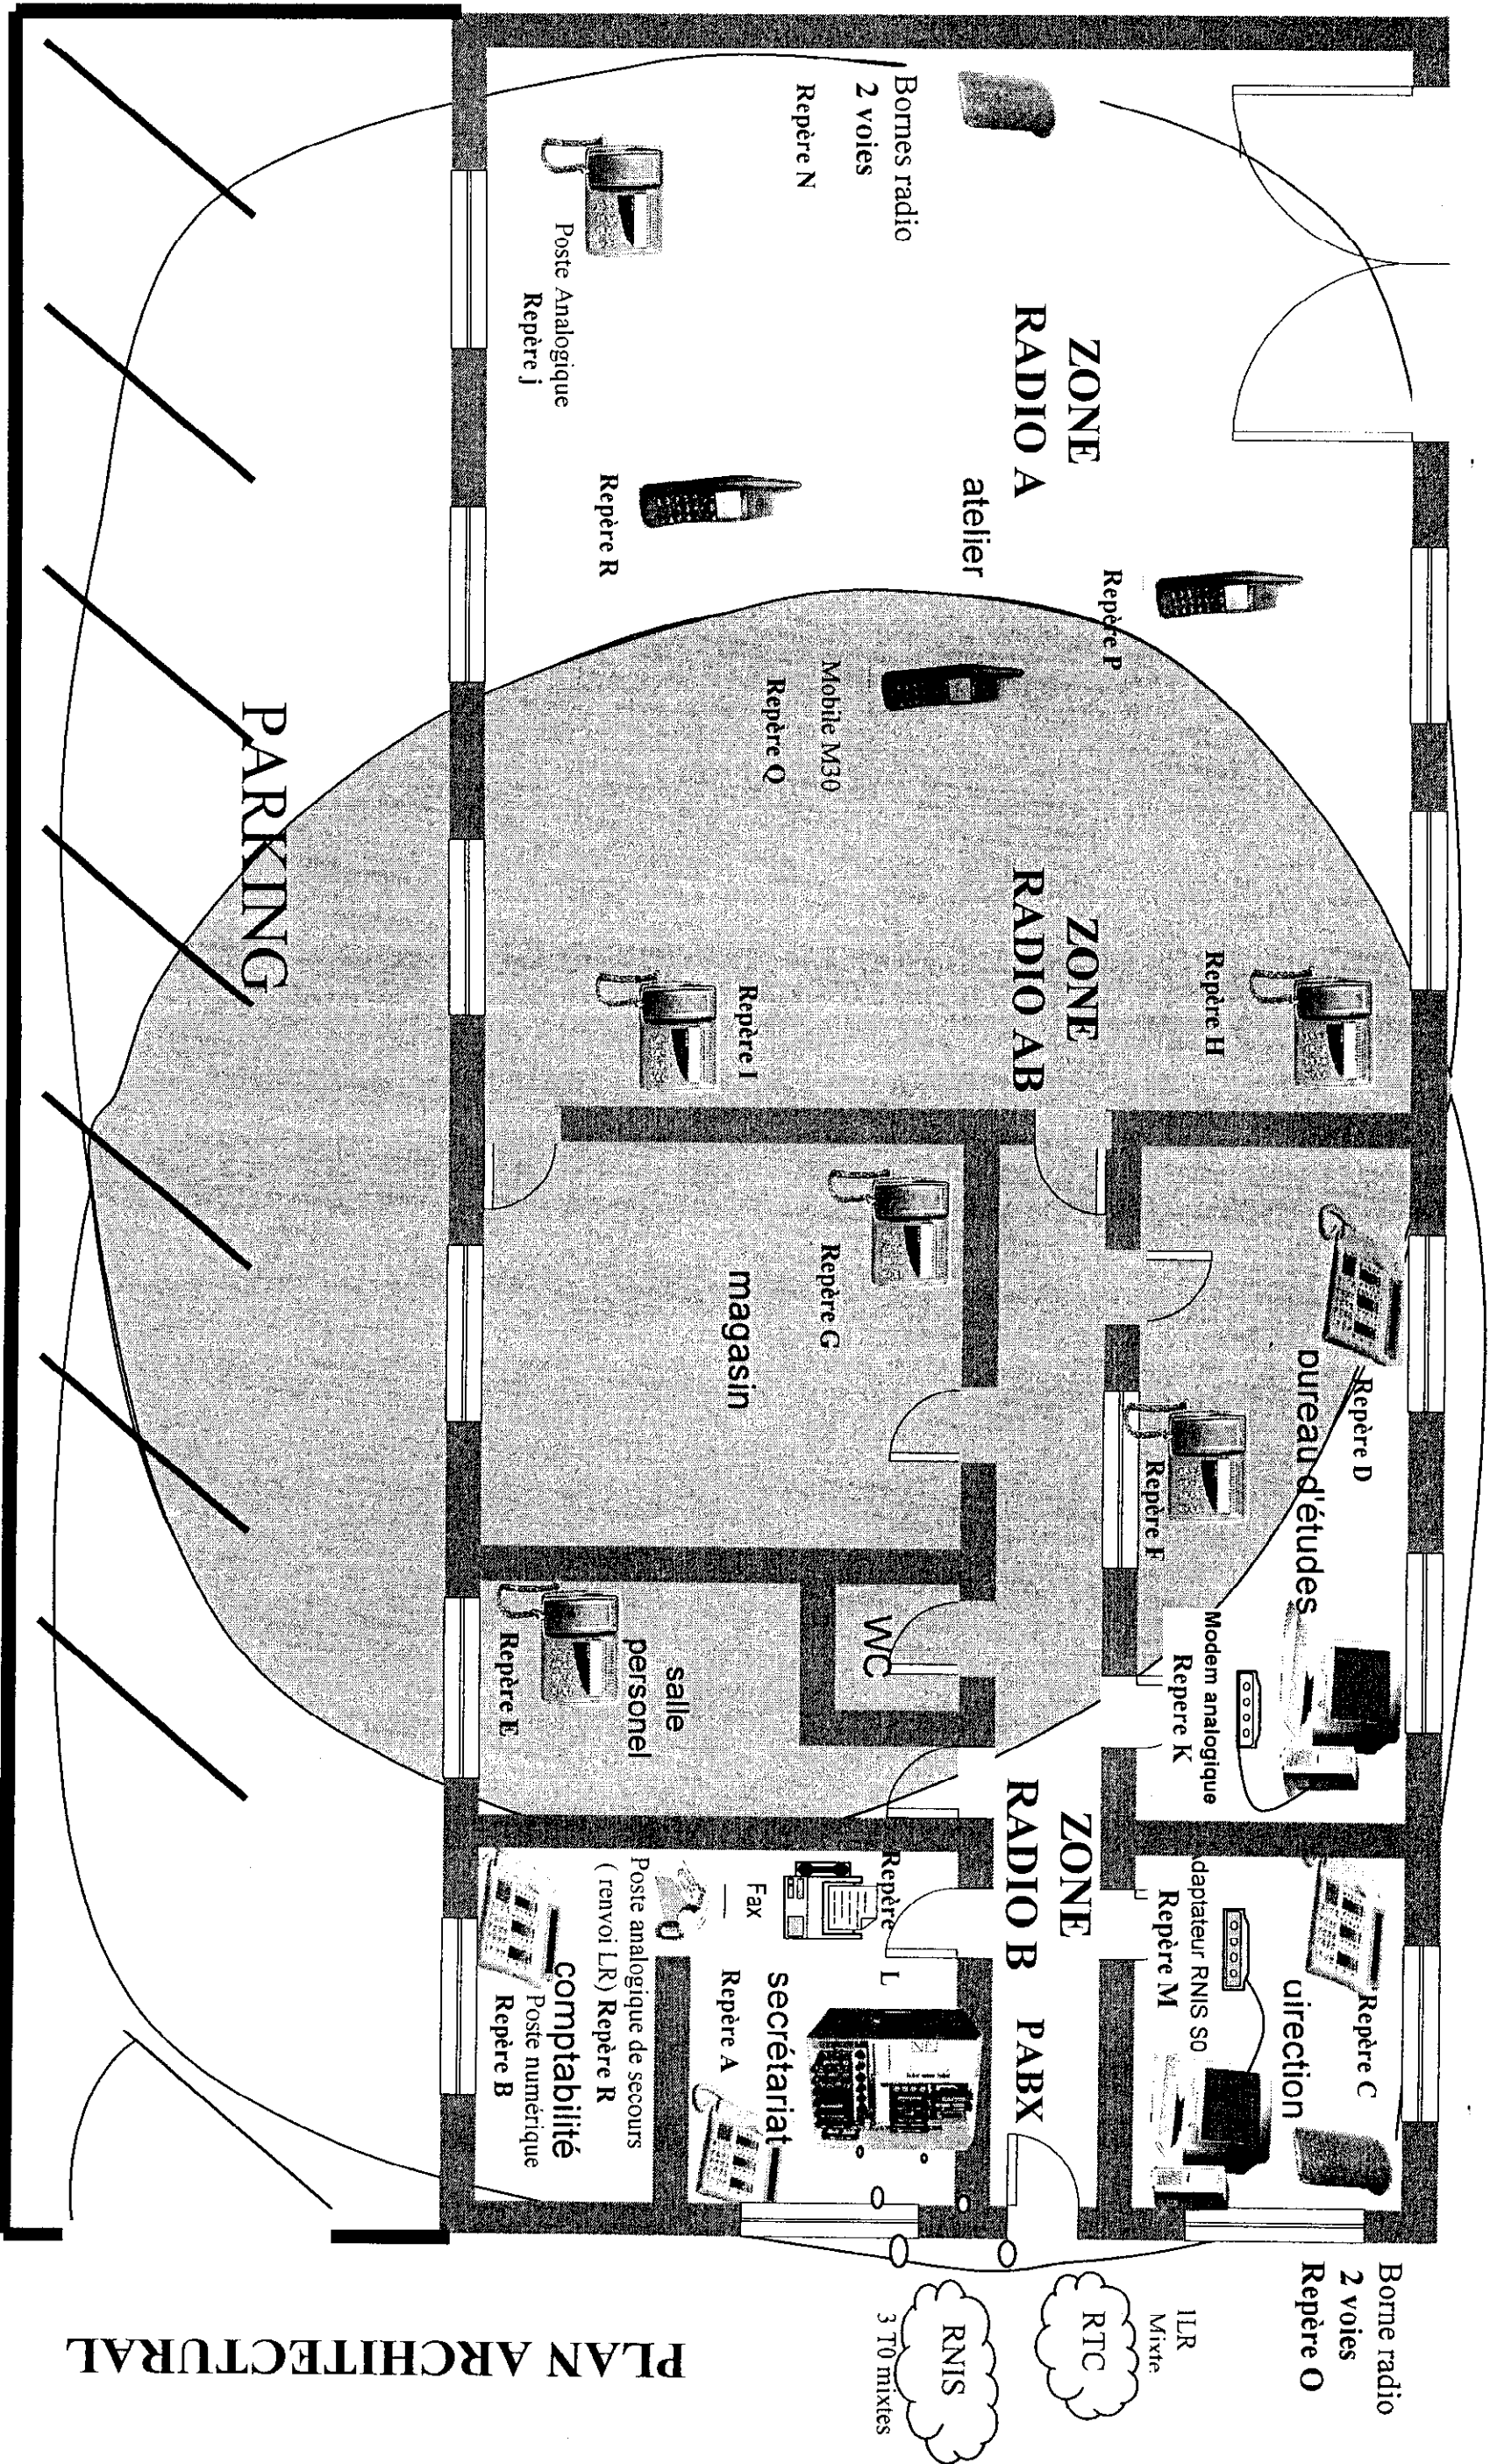 Bornes radio
2 voies
Repère N
Poste Analogique
Repère j
ZONE
RADIO A
atelier
Repère R
Repère P
Mobile M30
Repère Q
PARKING
ZONE
RADIO AB
Repère H
Repère I
Repère G
magasin
Repère D
bureau d'études
Repère F
Modem analogique
Repere K
WC
salle
personel
Repère E
ZONE
RADIO B
PABX
Repère
L
Fax
secrétariat
Repère A
Poste analogique de secours
( renvoi LR) Repère R
comptabilité
Poste numérique
Repère B
Repère C
direction
daptateur RNIS S0
Repère M
Borne radio
2 voies
Repère O
1LR
Mixte
RTC
RNIS
3 T0 mixtes
PLAN ARCHITECTURAL